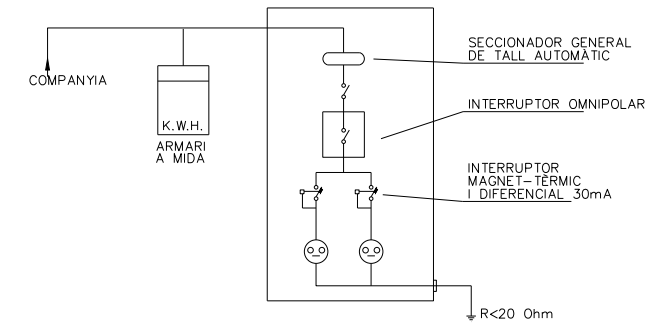 COMPANYIA
K.W.H.
ARMARI
A MIDA
SECCIONADOR GENERAL
DE TALL AUTOMÀTIC
INTERRUPTOR OMNIPOLAR
INTERRUPTOR
MAGNET-TÈRMIC
I DIFERENCIAL 30mA
R<20 Ohm